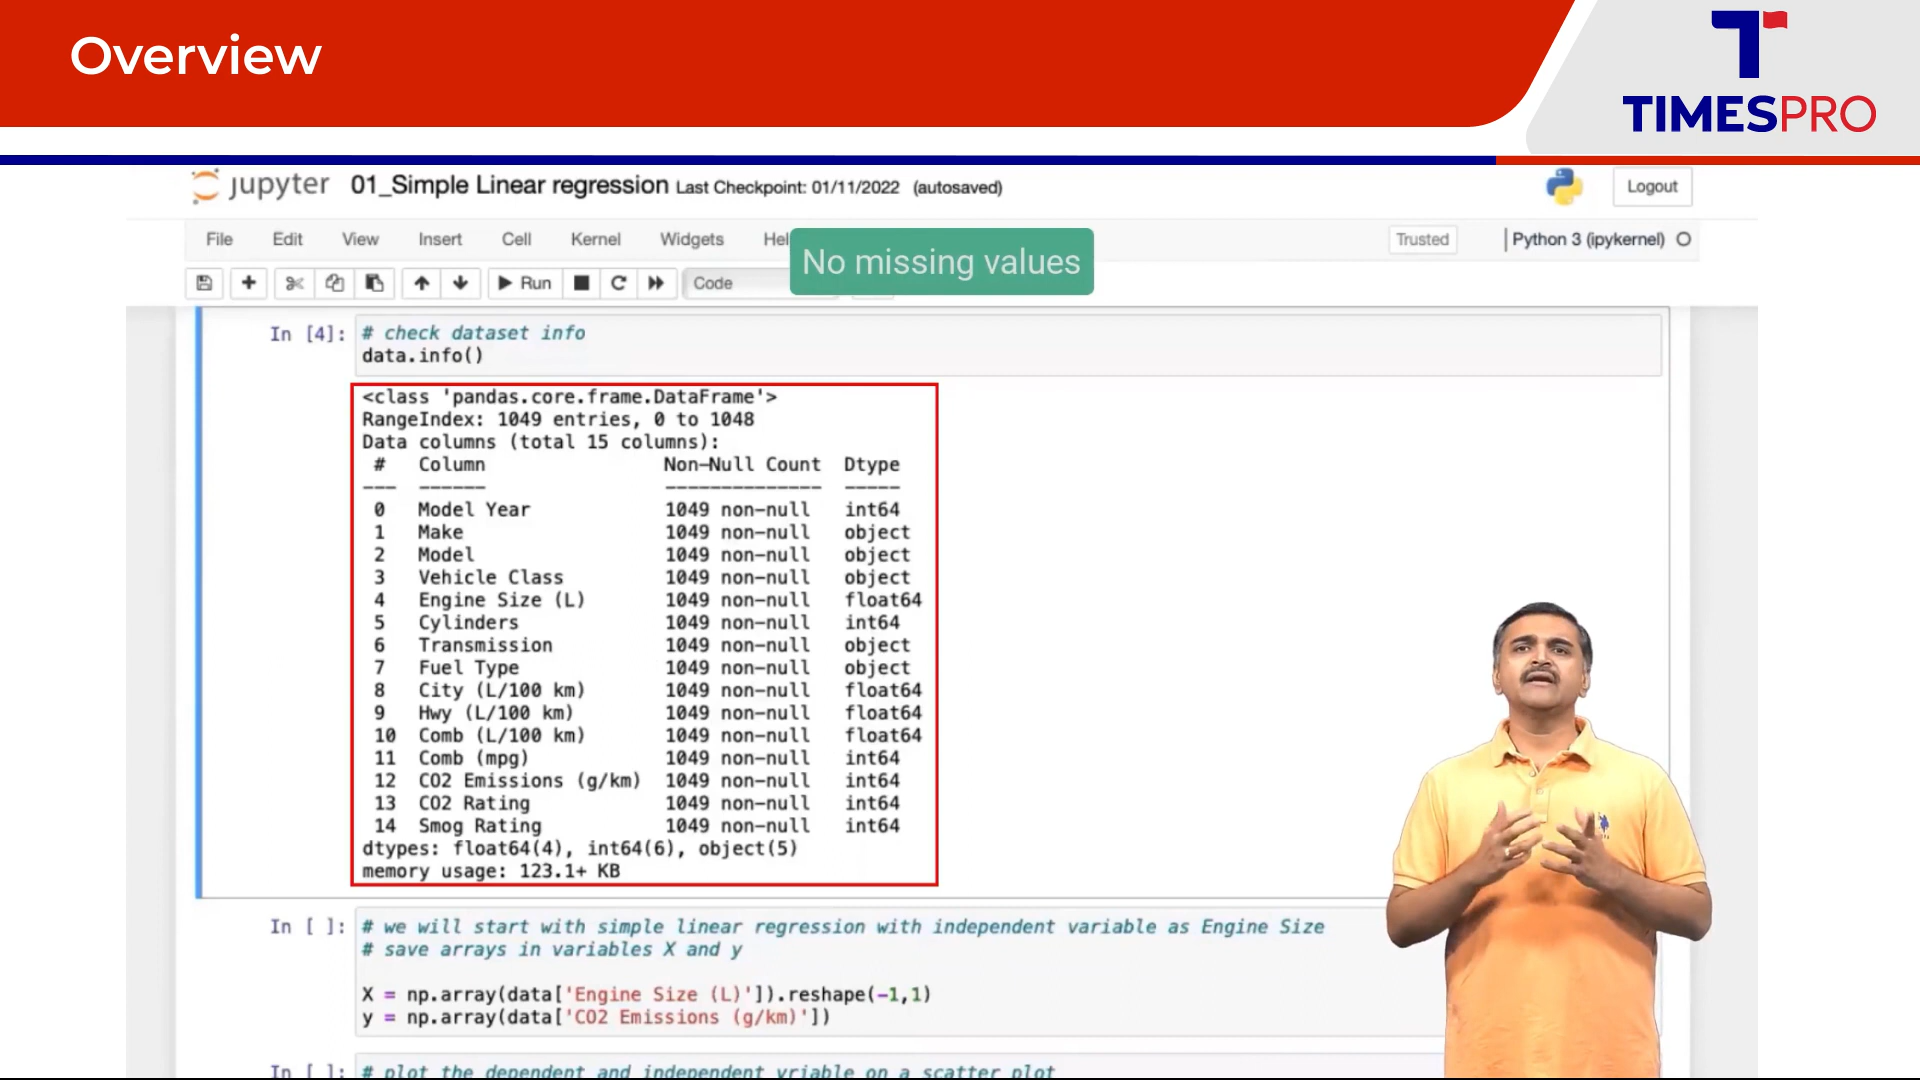 Overview
TIMESPRO
jupyter 01_Simple Linear regression Last Checkpoint: 01/11/2022 (autosaved)
Logout
File Edit View Insert Cell Kernel Widgets Hel
No missing values
Trusted
Python 3 (ipykernel)
Run
Code
In [4]: # check dataset info
data.info()
<class 'pandas.core.frame.DataFrame'>
RangeIndex: 1049 entries, 0 to 1048
Data columns (total 15 columns):
# Column Non-Null Count Dtype
--- ------ -------------- -----
0 Model Year 1049 non-null int64
1 Make 1049 non-null object
2 Model 1049 non-null object
3 Vehicle Class 1049 non-null object
4 Engine Size (L) 1049 non-null float64
5 Cylinders 1049 non-null int64
6 Transmission 1049 non-null object
7 Fuel Type 1049 non-null object
8 City (L/100 km) 1049 non-null float64
9 Hwy (L/100 km) 1049 non-null float64
10 Comb (L/100 km) 1049 non-null float64
11 Comb (mpg) 1049 non-null int64
12 CO2 Emissions (g/km) 1049 non-null int64
13 CO2 Rating 1049 non-null int64
14 Smog Rating 1049 non-null int64
dtypes: float64(4), int64(6), object(5)
memory usage: 123.1+ KB
In [ ]: # we will start with simple linear regression with independent variable as Engine Size
# save arrays in variables X and y
X = np.array(data['Engine Size (L)']).reshape(-1,1)
y = np.array(data['CO2 Emissions (g/km)'])
In [ ]: # plot the dependent and independent vriable on a scatter plot